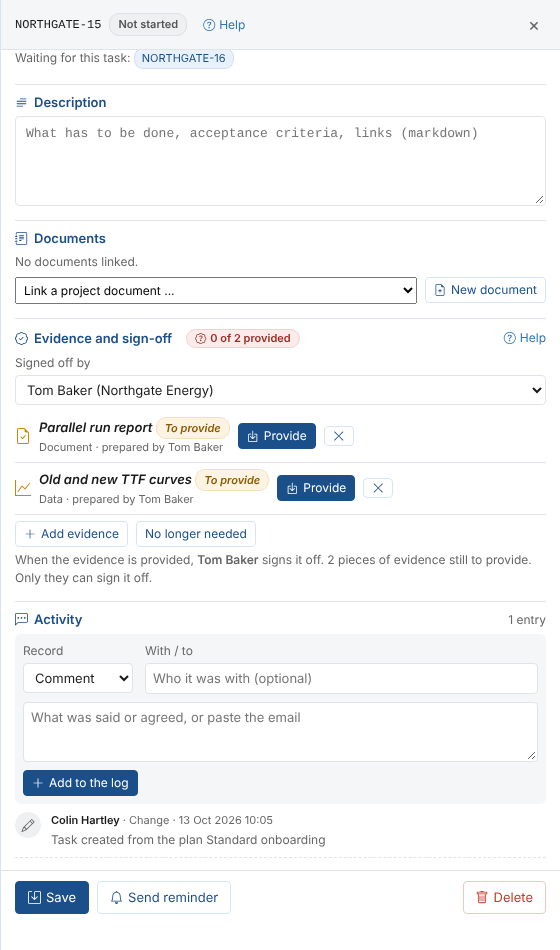 NORTHGATE-15 Not started Help ×
Waiting for this task: NORTHGATE-16
Description
What has to be done, acceptance criteria, links (markdown)
Documents
No documents linked.
Link a project document ... New document
Evidence and sign-off 0 of 2 provided Help
Signed off by
Tom Baker (Northgate Energy)
Parallel run report To provide Provide
Document · prepared by Tom Baker
Old and new TTF curves To provide Provide
Data · prepared by Tom Baker
+ Add evidence No longer needed
When the evidence is provided, Tom Baker signs it off. 2 pieces of evidence still to provide.
Only they can sign it off.
Activity 1 entry
Record With / to
Comment Who it was with (optional)
What was said or agreed, or paste the email
+ Add to the log
Colin Hartley · Change · 13 Oct 2026 10:05
Task created from the plan Standard onboarding
Save Send reminder Delete